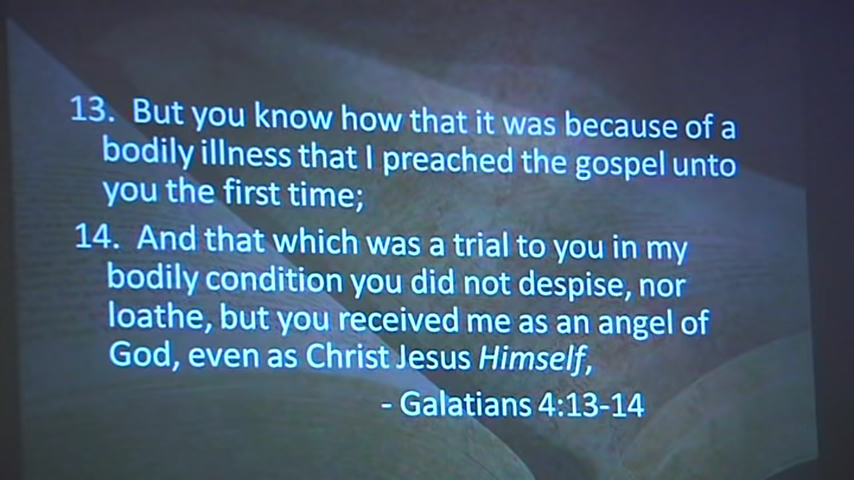 13. But you know how that it was because of a
bodily illness that I preached the gospel unto
you the first time;
14. And that which was a trial to you in my
bodily condition you did not despise, nor
loathe, but you received me as an angel of
God, even as Christ Jesus Himself,
- Galatians 4:13-14